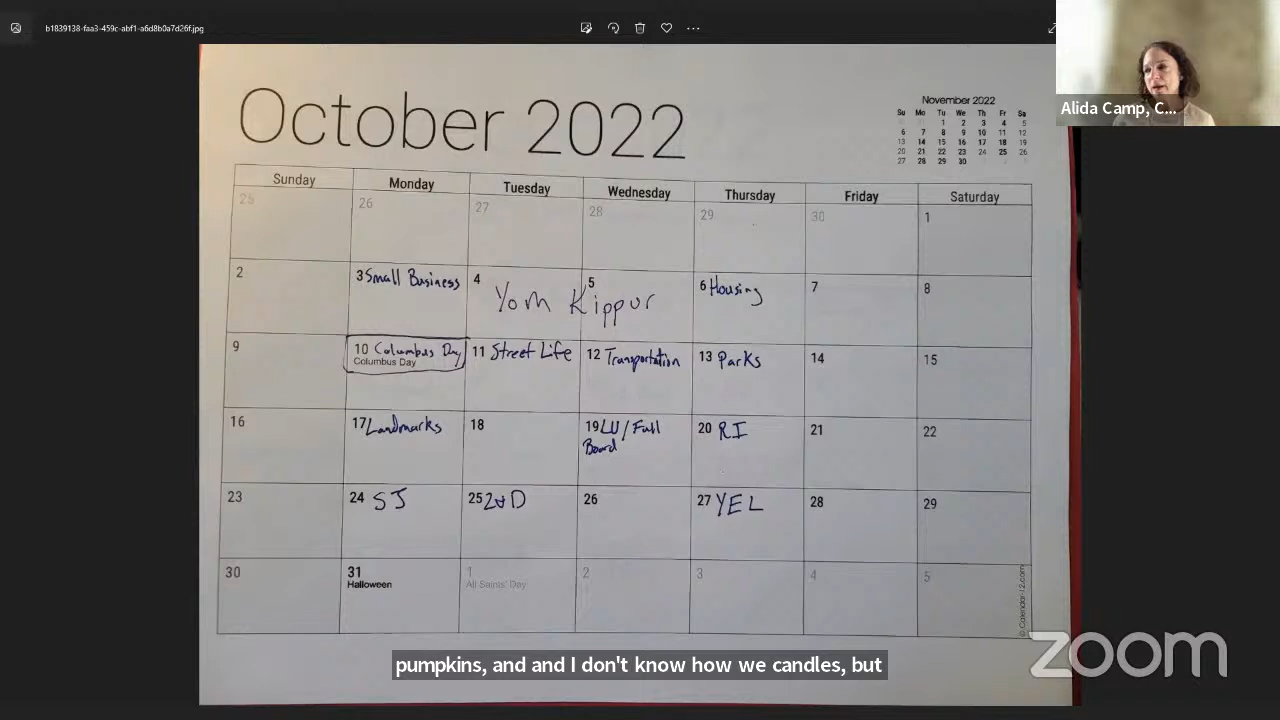 b1839138-faa3-459c-abf1-a6d8b0a7d26f.jpg
Alida Camp, C...
October 2022
November 2022
Su Mo Tu We Th Fr Sa
1 2 3 4 5
6 7 8 9 10 11 12
13 14 15 16 17 18 19
20 21 22 23 24 25 26
27 28 29 30
Sunday Monday Tuesday Wednesday Thursday Friday Saturday
25 26 27 28 29 30 1
2 3 Small Business 4 Yom Kippur 5 6 Housing 7 8
9 10 Columbus Day 11 Street Life 12 Transportation 13 Parks 14 15
Columbus Day
16 17 Landmarks 18 19 LU/Full 20 RI 21 22
Board
23 24 SJ 25 26 27 YEL 28 29
30 31 1 2 3 4 5
Halloween All Saints' Day
© Calendar-12.com
zoom
pumpkins, and and I don't know how we candles, but